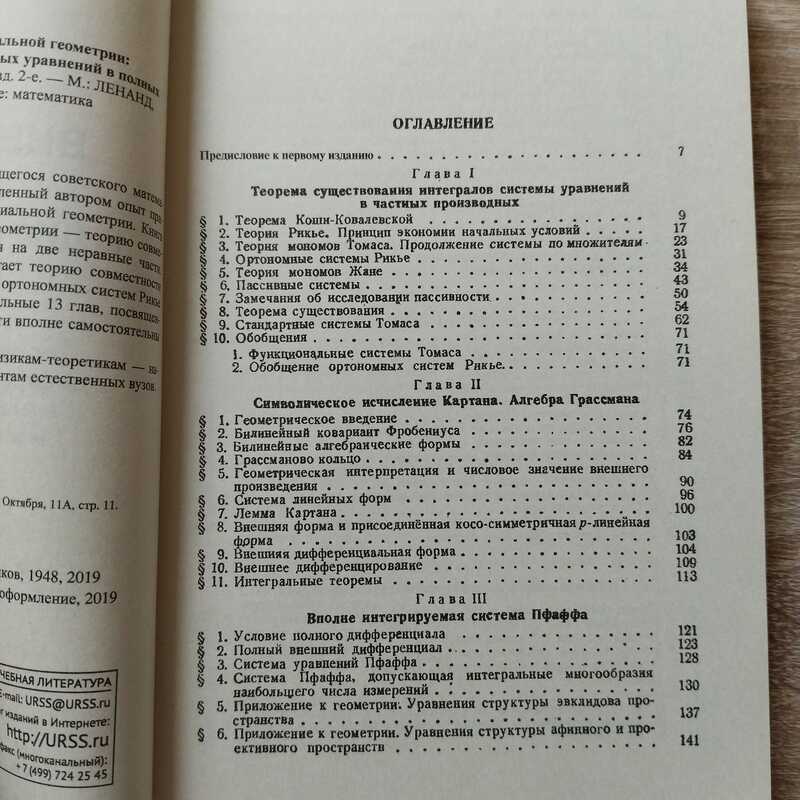 альной геометрии:
ых уравнений в полных
д. 2-е. — М.: ЛЕНАНД,
е: математика
щегося советского матема
ленный автором опыт при
иальной геометрии. Книга
еометрии — теорию совме
я на две неравные части.
гает теорию совместности
ортономных систем Рикье
льные 13 глав, посвящен
ти вполне самостоятельны
изикам-теоретикам — на-
нтам естественных вузов.
Октября, 11А, стр. 11.
ков, 1948, 2019
оформление, 2019
ЧЕБНАЯ ЛИТЕРАТУРА
E-mail: URSS@URSS.ru
г изданий в Интернете:
http://URSS.ru
факс (многоканальный):
+7 (499) 724 25 45
ОГЛАВЛЕНИЕ
Предисловие к первому изданию . . . . . . . . . . . . . . . . . 7
Глава I
Теорема существования интегралов системы уравнений
в частных производных
§ 1. Теорема Коши-Ковалевской . . . . . . . . . . . . . . . 9
§ 2. Теория Рикье. Принцип экономии начальных условий . . . . 17
§ 3. Теория мономов Томаса. Продолжение системы по множителям 23
§ 4. Ортономные системы Рикье . . . . . . . . . . . . . . . 31
§ 5. Теория мономов Жане . . . . . . . . . . . . . . . . . 34
§ 6. Пассивные системы . . . . . . . . . . . . . . . . . . 43
§ 7. Замечания об исследовании пассивности . . . . . . . . . . 50
§ 8. Теорема существования . . . . . . . . . . . . . . . . 54
§ 9. Стандартные системы Томаса . . . . . . . . . . . . . . 62
§ 10. Обобщения . . . . . . . . . . . . . . . . . . . . . 71
1. Функциональные системы Томаса . . . . . . . . . . . 71
2. Обобщение ортономных систем Рикье. . . . . . . . . . 71
Глава II
Символическое исчисление Картана. Алгебра Грассмана
§ 1. Геометрическое введение . . . . . . . . . . . . . . . . 74
§ 2. Билинейный ковариант Фробениуса . . . . . . . . . . . . 76
§ 3. Билинейные алгебраические формы . . . . . . . . . . . . 82
§ 4. Грассманово кольцо . . . . . . . . . . . . . . . . . . 84
§ 5. Геометрическая интерпретация и числовое значение внешнего
произведения . . . . . . . . . . . . . . . . . . . . 90
§ 6. Система линейных форм . . . . . . . . . . . . . . . . 96
§ 7. Лемма Картана . . . . . . . . . . . . . . . . . . . . 100
§ 8. Внешняя форма и присоединённая косо-симметричная p-линейная
форма . . . . . . . . . . . . . . . . . . . . . . . 103
§ 9. Внешняя дифференциальная форма . . . . . . . . . . . . 104
§ 10. Внешнее дифференцирование . . . . . . . . . . . . . . 109
§ 11. Интегральные теоремы . . . . . . . . . . . . . . . . 113
Глава III
Вполне интегрируемая система Пфаффа
§ 1. Условие полного дифференциала . . . . . . . . . . . . . 121
§ 2. Полный внешний дифференциал . . . . . . . . . . . . . 123
§ 3. Система уравнений Пфаффа . . . . . . . . . . . . . . . 128
§ 4. Система Пфаффа, допускающая интегральные многообразия
наибольшего числа измерений . . . . . . . . . . . . . 130
§ 5. Приложение к геометрии. Уравнения структуры эвклидова про-
странства . . . . . . . . . . . . . . . . . . . . . . 137
§ 6. Приложение к геометрии. Уравнения структуры афинного и про-
ективного пространств . . . . . . . . . . . . . . . . 141